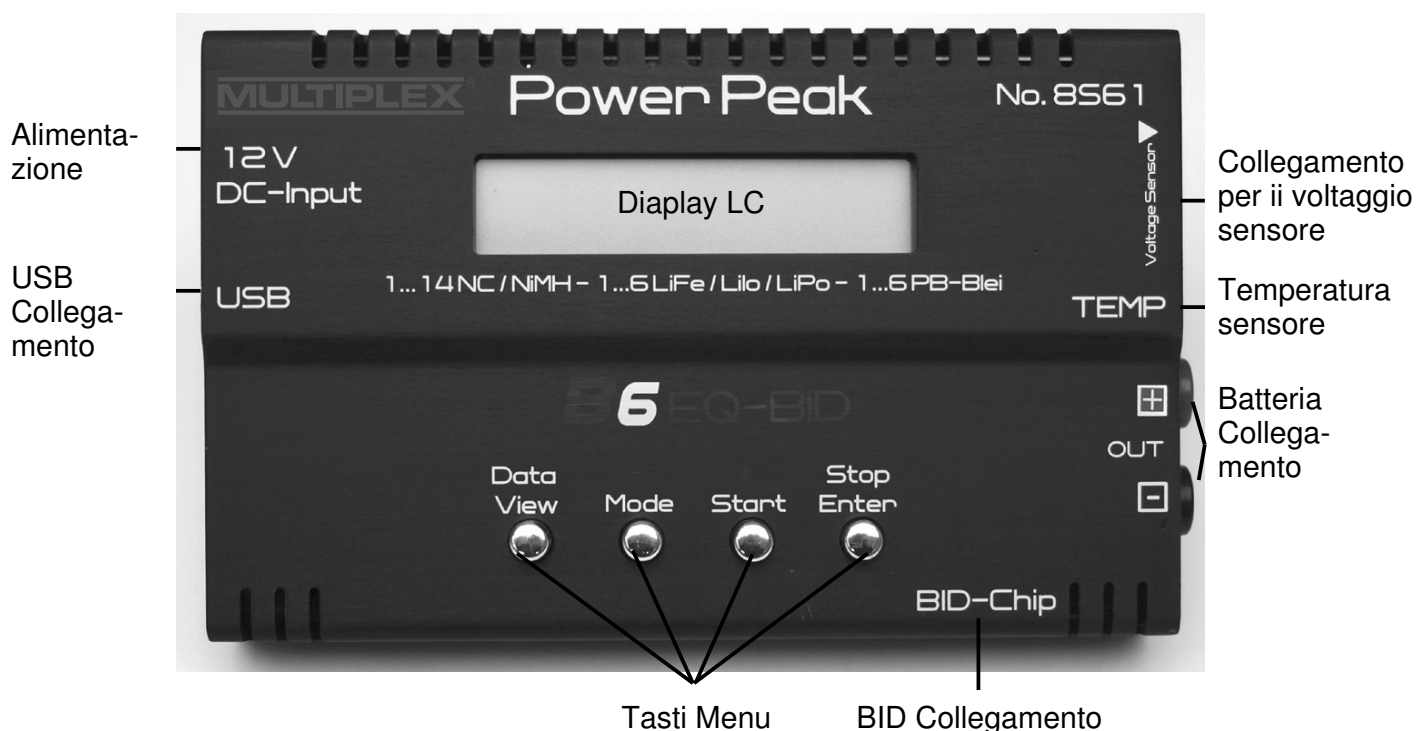 MULTIPLEX®
Power Peak
No. 8561
Alimenta-
zione
12V
DC-Input
Diaplay LC
Voltage Sensor
Collegamento
per ii voltaggio
sensore
USB
Collega-
mento
USB
1...14 NC / NiMH - 1...6 LiFe / LiIo / LiPo - 1...6 PB-Blei
TEMP
Temperatura
sensore
B6 EQ-BID
+
OUT
-
Batteria
Collega-
mento
Data
View
Mode
-
Start
+
Stop
Enter
BID-Chip
Tasti Menu
BID Collegamento